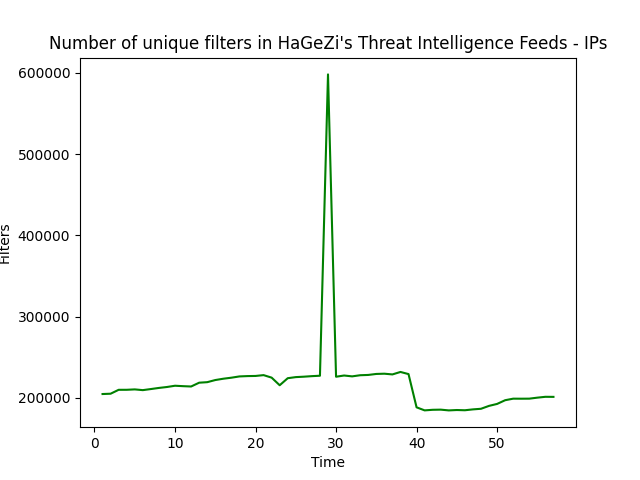 Number of unique filters in HaGeZi's Threat Intelligence Feeds - IPs
600000
500000
400000
300000
200000
Filters
0 10 20 30 40 50
Time